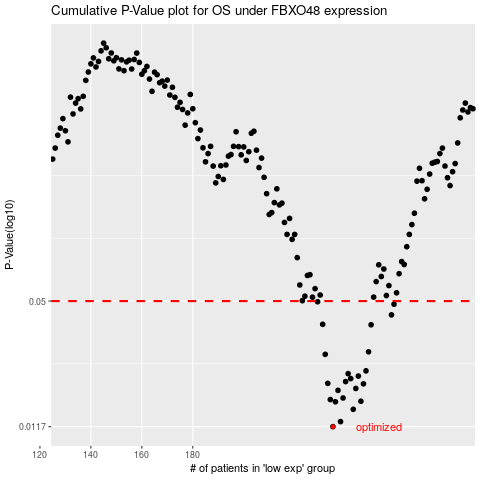 Cumulative P-Value plot for OS under FBXO48 expression
P-Value(log10)
0.05
0.0117
optimized
120 140 160 180
# of patients in 'low exp' group